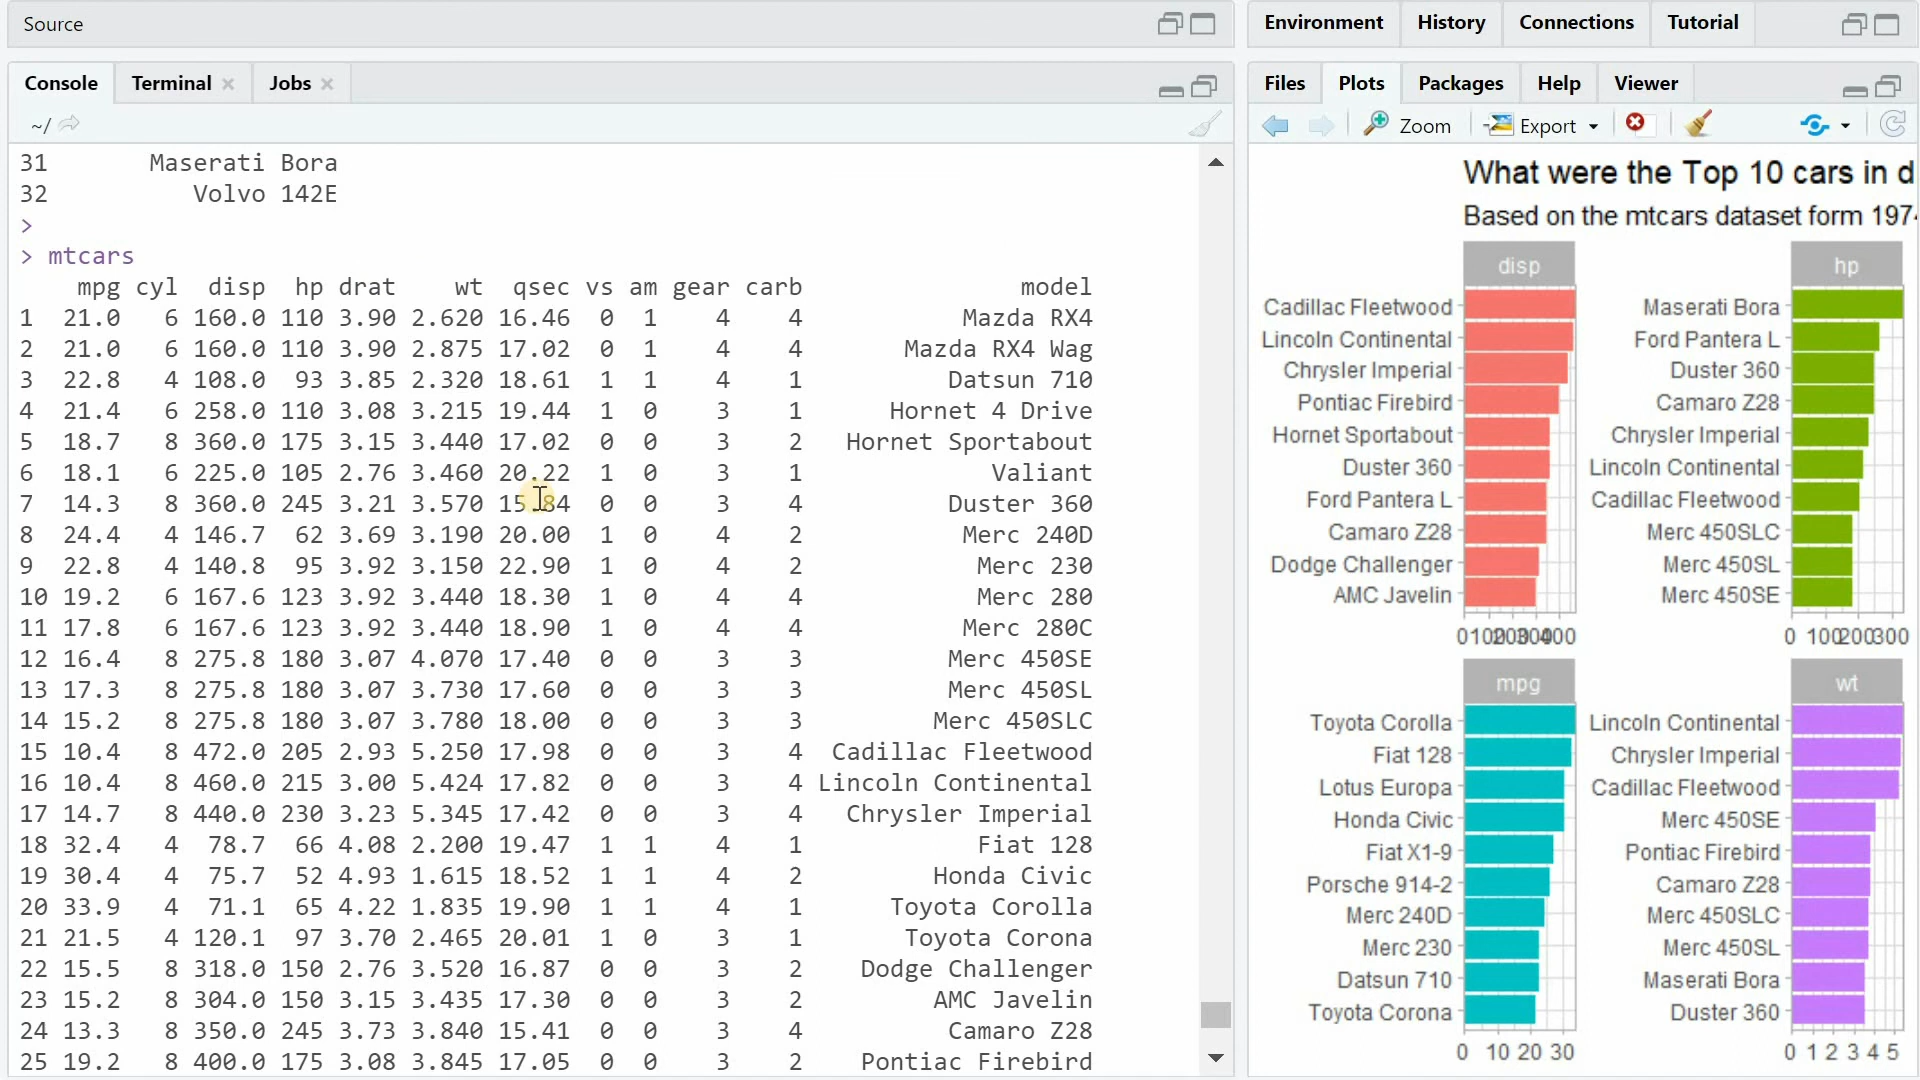 Source
Environment History Connections Tutorial
Console Terminal Jobs
Files Plots Packages Help Viewer
~/
Zoom Export
31 Maserati Bora
32 Volvo 142E
>
> mtcars
mpg cyl disp hp drat wt qsec vs am gear carb model
1 21.0 6 160.0 110 3.90 2.620 16.46 0 1 4 4 Mazda RX4
2 21.0 6 160.0 110 3.90 2.875 17.02 0 1 4 4 Mazda RX4 Wag
3 22.8 4 108.0 93 3.85 2.320 18.61 1 1 4 1 Datsun 710
4 21.4 6 258.0 110 3.08 3.215 19.44 1 0 3 1 Hornet 4 Drive
5 18.7 8 360.0 175 3.15 3.440 17.02 0 0 3 2 Hornet Sportabout
6 18.1 6 225.0 105 2.76 3.460 20.22 1 0 3 1 Valiant
7 14.3 8 360.0 245 3.21 3.570 15.84 0 0 3 4 Duster 360
8 24.4 4 146.7 62 3.69 3.190 20.00 1 0 4 2 Merc 240D
9 22.8 4 140.8 95 3.92 3.150 22.90 1 0 4 2 Merc 230
10 19.2 6 167.6 123 3.92 3.440 18.30 1 0 4 4 Merc 280
11 17.8 6 167.6 123 3.92 3.440 18.90 1 0 4 4 Merc 280C
12 16.4 8 275.8 180 3.07 4.070 17.40 0 0 3 3 Merc 450SE
13 17.3 8 275.8 180 3.07 3.730 17.60 0 0 3 3 Merc 450SL
14 15.2 8 275.8 180 3.07 3.780 18.00 0 0 3 3 Merc 450SLC
15 10.4 8 472.0 205 2.93 5.250 17.98 0 0 3 4 Cadillac Fleetwood
16 10.4 8 460.0 215 3.00 5.424 17.82 0 0 3 4 Lincoln Continental
17 14.7 8 440.0 230 3.23 5.345 17.42 0 0 3 4 Chrysler Imperial
18 32.4 4 78.7 66 4.08 2.200 19.47 1 1 4 1 Fiat 128
19 30.4 4 75.7 52 4.93 1.615 18.52 1 1 4 2 Honda Civic
20 33.9 4 71.1 65 4.22 1.835 19.90 1 1 4 1 Toyota Corolla
21 21.5 4 120.1 97 3.70 2.465 20.01 1 0 3 1 Toyota Corona
22 15.5 8 318.0 150 2.76 3.520 16.87 0 0 3 2 Dodge Challenger
23 15.2 8 304.0 150 3.15 3.435 17.30 0 0 3 2 AMC Javelin
24 13.3 8 350.0 245 3.73 3.840 15.41 0 0 3 4 Camaro Z28
25 19.2 8 400.0 175 3.08 3.845 17.05 0 0 3 2 Pontiac Firebird
What were the Top 10 cars in d
Based on the mtcars dataset form 197
disp
Cadillac Fleetwood
Lincoln Continental
Chrysler Imperial
Pontiac Firebird
Hornet Sportabout
Duster 360
Ford Pantera L
Camaro Z28
Dodge Challenger
AMC Javelin
0 100 200 300 400
hp
Maserati Bora
Ford Pantera L
Duster 360
Camaro Z28
Chrysler Imperial
Lincoln Continental
Cadillac Fleetwood
Merc 450SLC
Merc 450SL
Merc 450SE
0 100 200 300
mpg
Toyota Corolla
Fiat 128
Lotus Europa
Honda Civic
Fiat X1-9
Porsche 914-2
Merc 240D
Merc 230
Datsun 710
Toyota Corona
0 10 20 30
wt
Lincoln Continental
Chrysler Imperial
Cadillac Fleetwood
Merc 450SE
Pontiac Firebird
Camaro Z28
Merc 450SLC
Merc 450SL
Maserati Bora
Duster 360
0 1 2 3 4 5